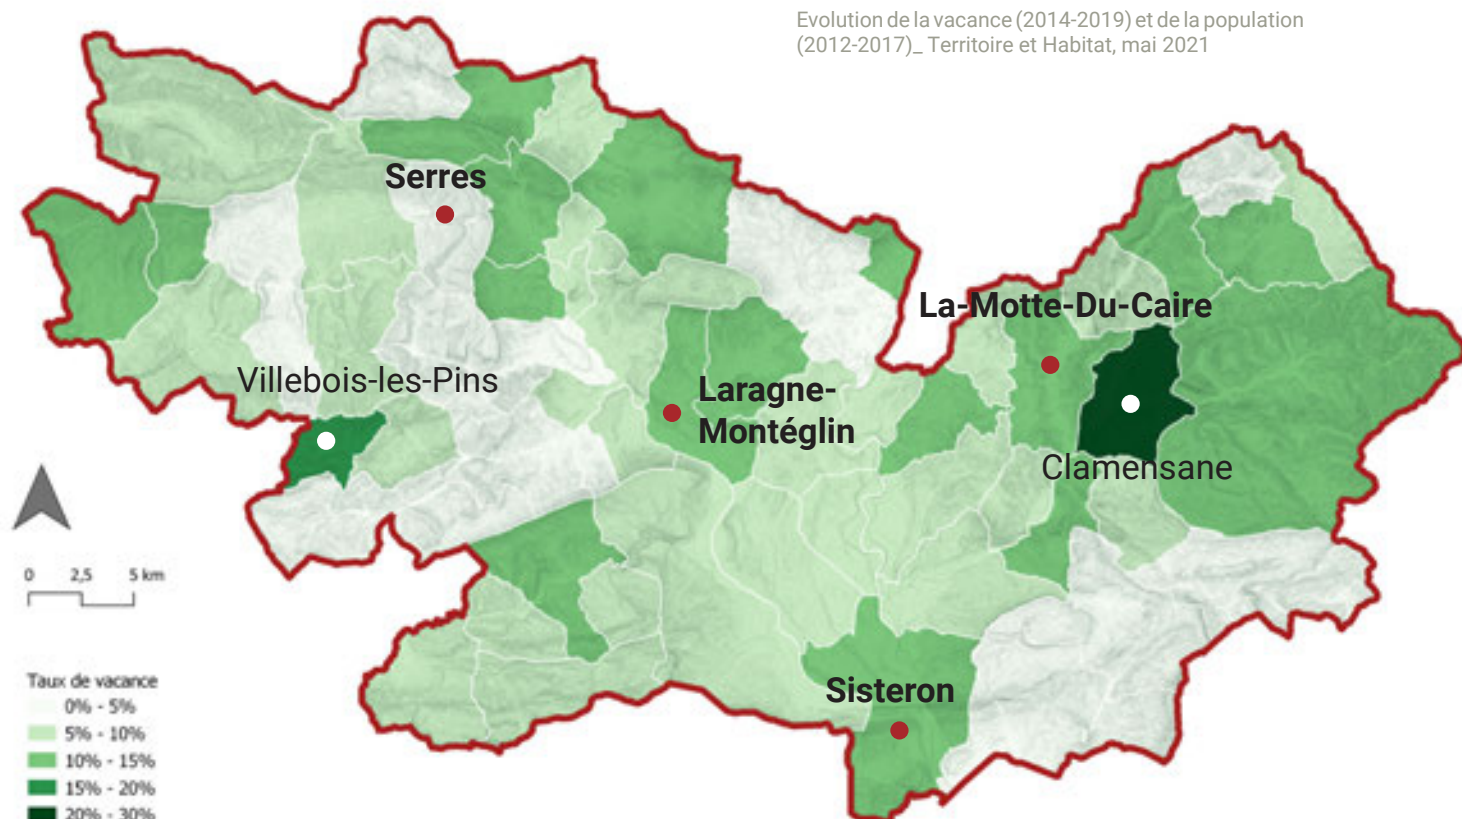 Evolution de la vacance (2014-2019) et de la population
(2012-2017)_ Territoire et Habitat, mai 2021
Serres
La-Motte-Du-Caire
Villebois-les-Pins
Laragne-
Montéglin
Clamensane
0 2,5 5 km
Sisteron
Taux de vacance
0% - 5%
5% - 10%
10% - 15%
15% - 20%
20% - 30%